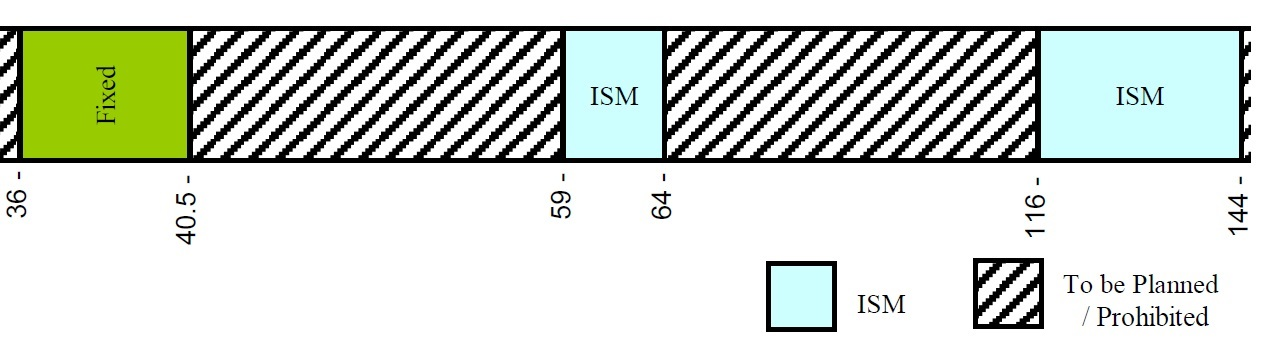 Fixed
ISM
ISM
36 -
40.5 -
59 -
64 -
116 -
144 -
ISM
To be Planned
/ Prohibited